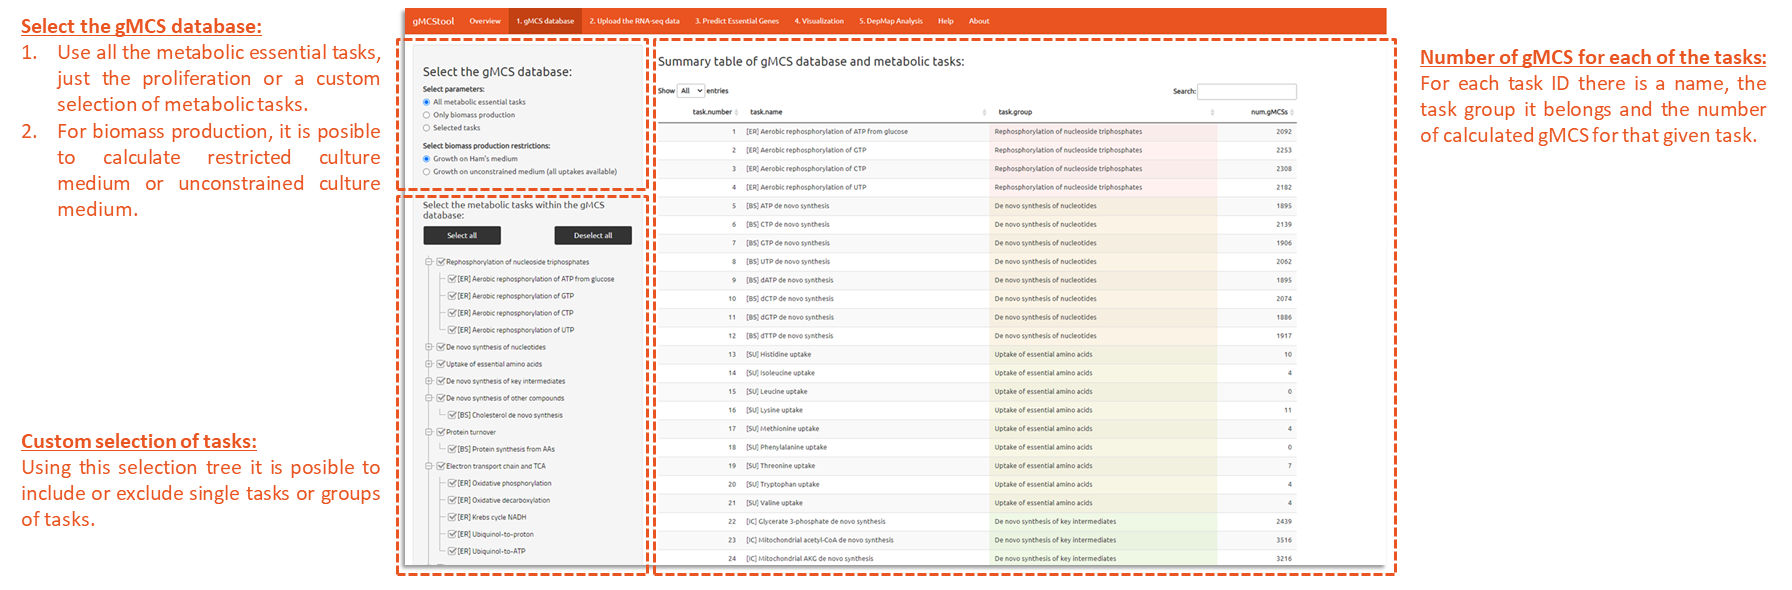 Select the gMCS database:
1. Use all the metabolic essential tasks,
just the proliferation or a custom
selection of metabolic tasks.
2. For biomass production, it is posible
to calculate restricted culture
medium or unconstrained culture
medium.
Custom selection of tasks:
Using this selection tree it is posible to
include or exclude single tasks or groups
of tasks.
gMCStool Overview 1. gMCS database 2. Upload the RNA-seq data 3. Predict Essential Genes 4. Visualization 5. DepMap Analysis Help About
Select the gMCS database:
Select parameters:
All metabolic essential tasks
Only biomass production
Selected tasks
Select biomass production restrictions:
Growth on Ham's medium
Growth on unconstrained medium (all uptakes available)
Select the metabolic tasks within the gMCS
database:
Select all Deselect all
Rephosphorylation of nucleoside triphosphates
[ER] Aerobic rephosphorylation of ATP from glucose
[ER] Aerobic rephosphorylation of GTP
[ER] Aerobic rephosphorylation of CTP
[ER] Aerobic rephosphorylation of UTP
De novo synthesis of nucleotides
Uptake of essential amino acids
De novo synthesis of key intermediates
De novo synthesis of other compounds
[BS] Cholesterol de novo synthesis
Protein turnover
[BS] Protein synthesis from AAs
Electron transport chain and TCA
[ER] Oxidative phosphorylation
[ER] Oxidative decarboxylation
[ER] Krebs cycle NADH
[ER] Ubiquinol-to-proton
[ER] Ubiquinol-to-ATP
Summary table of gMCS database and metabolic tasks:
Show All entries Search:
task.number task.name task.group num.gMCSs
1 [ER] Aerobic rephosphorylation of ATP from glucose Rephosphorylation of nucleoside triphosphates 2092
2 [ER] Aerobic rephosphorylation of GTP Rephosphorylation of nucleoside triphosphates 2253
3 [ER] Aerobic rephosphorylation of CTP Rephosphorylation of nucleoside triphosphates 2308
4 [ER] Aerobic rephosphorylation of UTP Rephosphorylation of nucleoside triphosphates 2182
5 [BS] ATP de novo synthesis De novo synthesis of nucleotides 1895
6 [BS] CTP de novo synthesis De novo synthesis of nucleotides 2139
7 [BS] GTP de novo synthesis De novo synthesis of nucleotides 1906
8 [BS] UTP de novo synthesis De novo synthesis of nucleotides 2062
9 [BS] dATP de novo synthesis De novo synthesis of nucleotides 1895
10 [BS] dCTP de novo synthesis De novo synthesis of nucleotides 2074
11 [BS] dGTP de novo synthesis De novo synthesis of nucleotides 1886
12 [BS] dTTP de novo synthesis De novo synthesis of nucleotides 1917
13 [SU] Histidine uptake Uptake of essential amino acids 10
14 [SU] Isoleucine uptake Uptake of essential amino acids 4
15 [SU] Leucine uptake Uptake of essential amino acids 0
16 [SU] Lysine uptake Uptake of essential amino acids 11
17 [SU] Methionine uptake Uptake of essential amino acids 4
18 [SU] Phenylalanine uptake Uptake of essential amino acids 0
19 [SU] Threonine uptake Uptake of essential amino acids 7
20 [SU] Tryptophan uptake Uptake of essential amino acids 4
21 [SU] Valine uptake Uptake of essential amino acids 4
22 [IC] Glycerate 3-phosphate de novo synthesis De novo synthesis of key intermediates 2439
23 [IC] Mitochondrial acetyl-CoA de novo synthesis De novo synthesis of key intermediates 3516
24 [IC] Mitochondrial AKG de novo synthesis De novo synthesis of key intermediates 3216
Number of gMCS for each of the tasks:
For each task ID there is a name, the
task group it belongs and the number
of calculated gMCS for that given task.